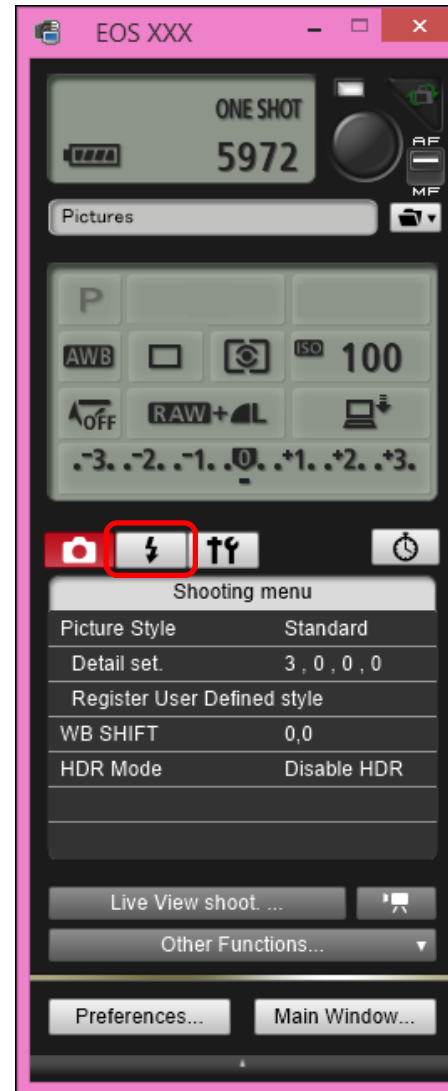 EOS XXX
ONE SHOT
5972
AF
MF
Pictures
P
AWB ISO 100
OFF RAW+L
.-3. .-2. .-1. .0. .+1. .+2. .+3.
Shooting menu
Picture Style Standard
Detail set. 3 , 0 , 0 , 0
Register User Defined style
WB SHIFT 0,0
HDR Mode Disable HDR
Live View shoot. ...
Other Functions...
Preferences... Main Window...